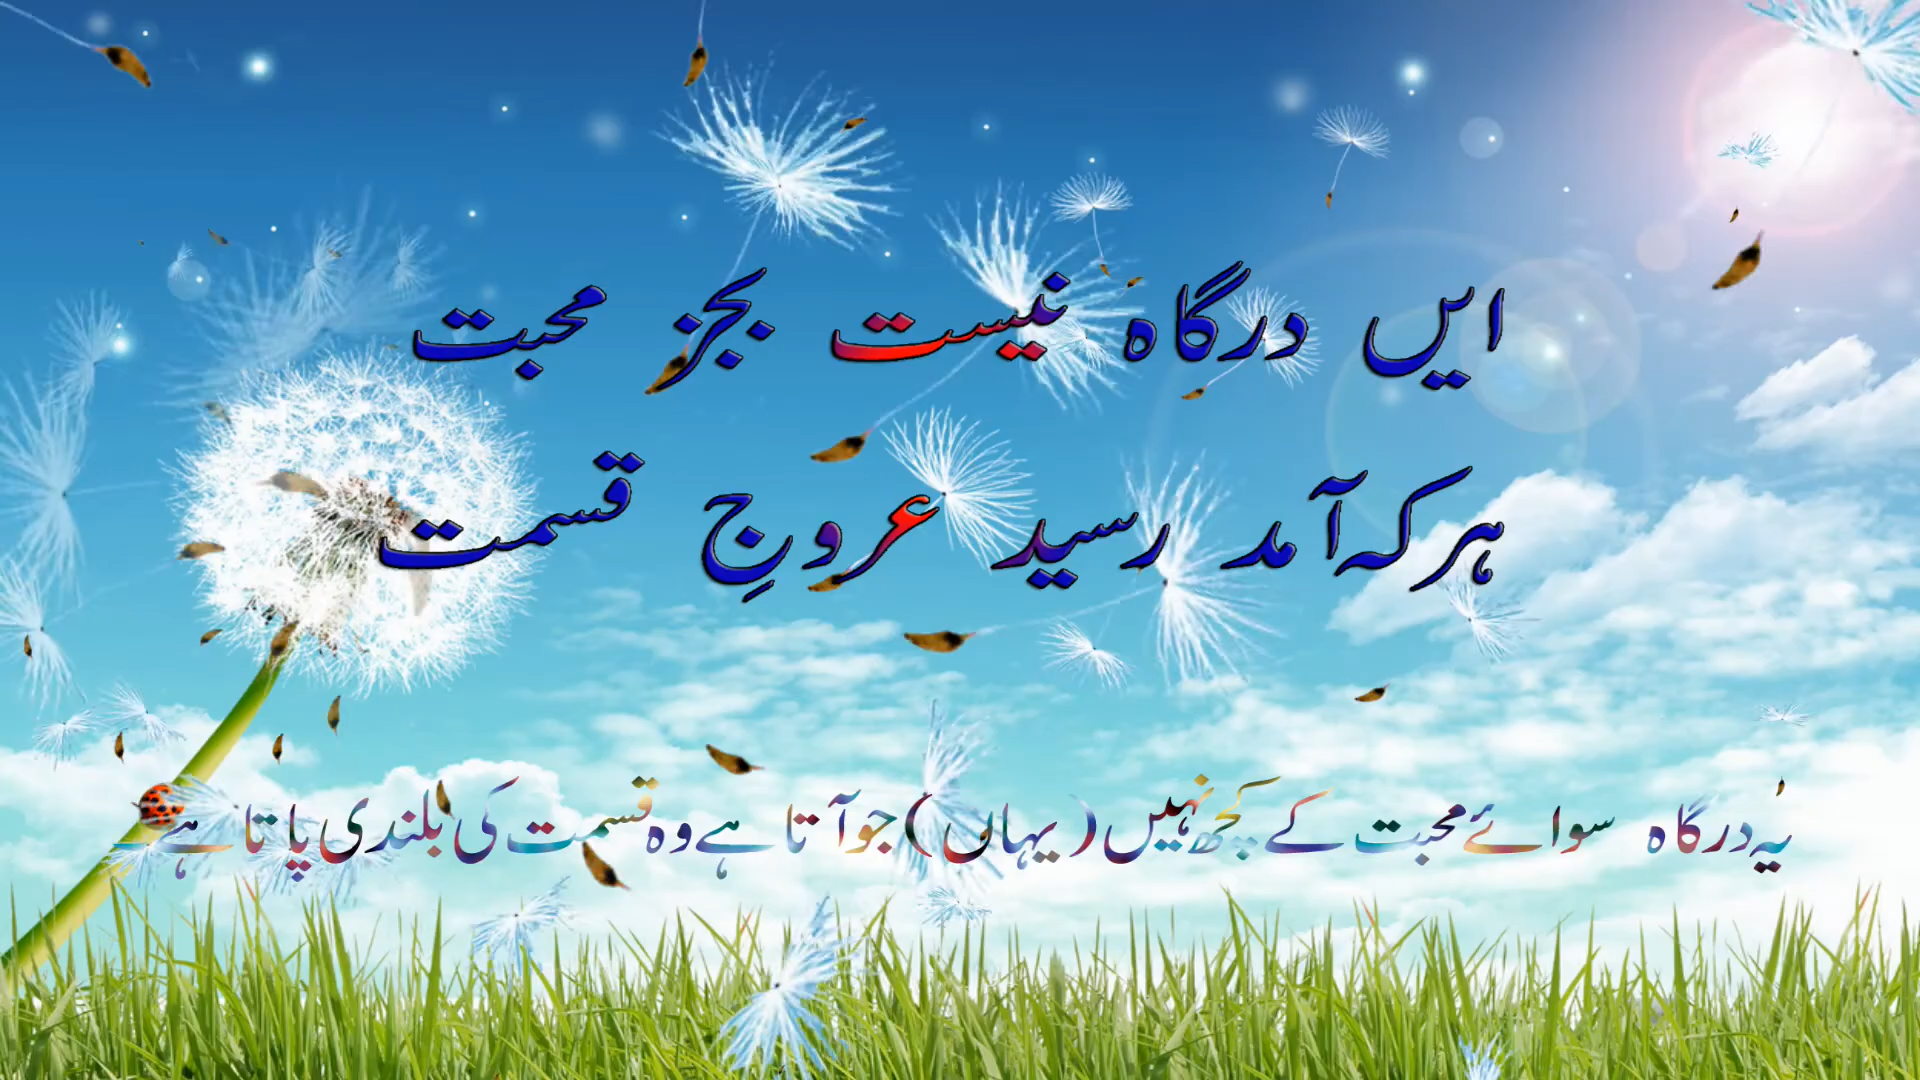 ایں درگاہ نیست بجز محبت
ہر کہ آمد رسید عروجِ قسمت
یہ درگاہ سوائے محبت کے کچھ نہیں (یہاں) جو آتا ہے وہ قسمت کی بلندی پاتا ہے